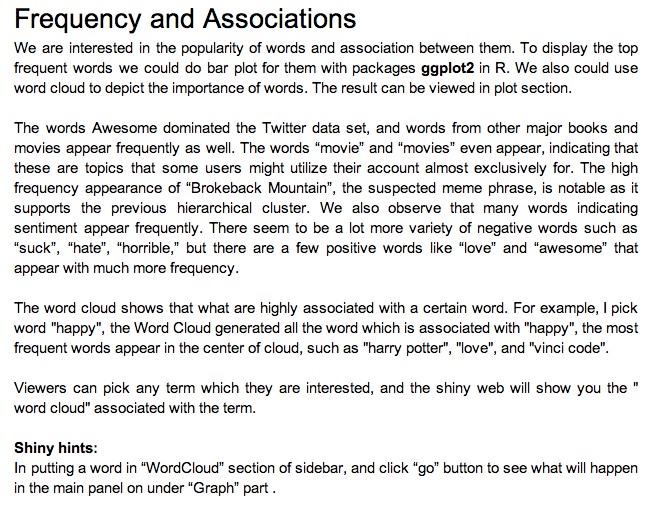 Frequency and Associations
We are interested in the popularity of words and association between them. To display the top
frequent words we could do bar plot for them with packages ggplot2 in R. We also could use
word cloud to depict the importance of words. The result can be viewed in plot section.
The words Awesome dominated the Twitter data set, and words from other major books and
movies appear frequently as well. The words “movie” and “movies” even appear, indicating that
these are topics that some users might utilize their account almost exclusively for. The high
frequency appearance of “Brokeback Mountain”, the suspected meme phrase, is notable as it
supports the previous hierarchical cluster. We also observe that many words indicating
sentiment appear frequently. There seem to be a lot more variety of negative words such as
“suck”, “hate”, “horrible,” but there are a few positive words like “love” and “awesome” that
appear with much more frequency.
The word cloud shows that what are highly associated with a certain word. For example, I pick
word "happy", the Word Cloud generated all the word which is associated with "happy", the most
frequent words appear in the center of cloud, such as "harry potter", "love", and "vinci code".
Viewers can pick any term which they are interested, and the shiny web will show you the "
word cloud" associated with the term.
Shiny hints:
In putting a word in “WordCloud” section of sidebar, and click “go” button to see what will happen
in the main panel on under “Graph” part .